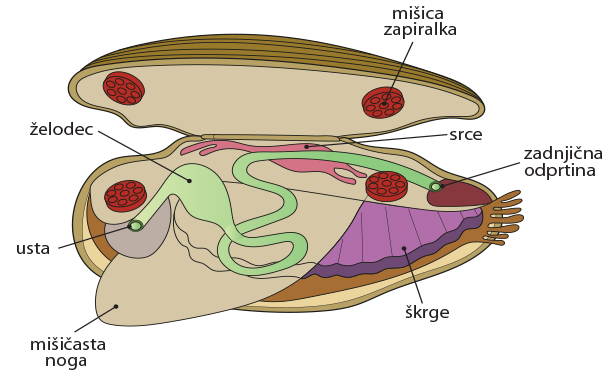 mišica
zapiralka
želodec
srce
zadnjična
odprtina
usta
škrge
mišičasta
noga